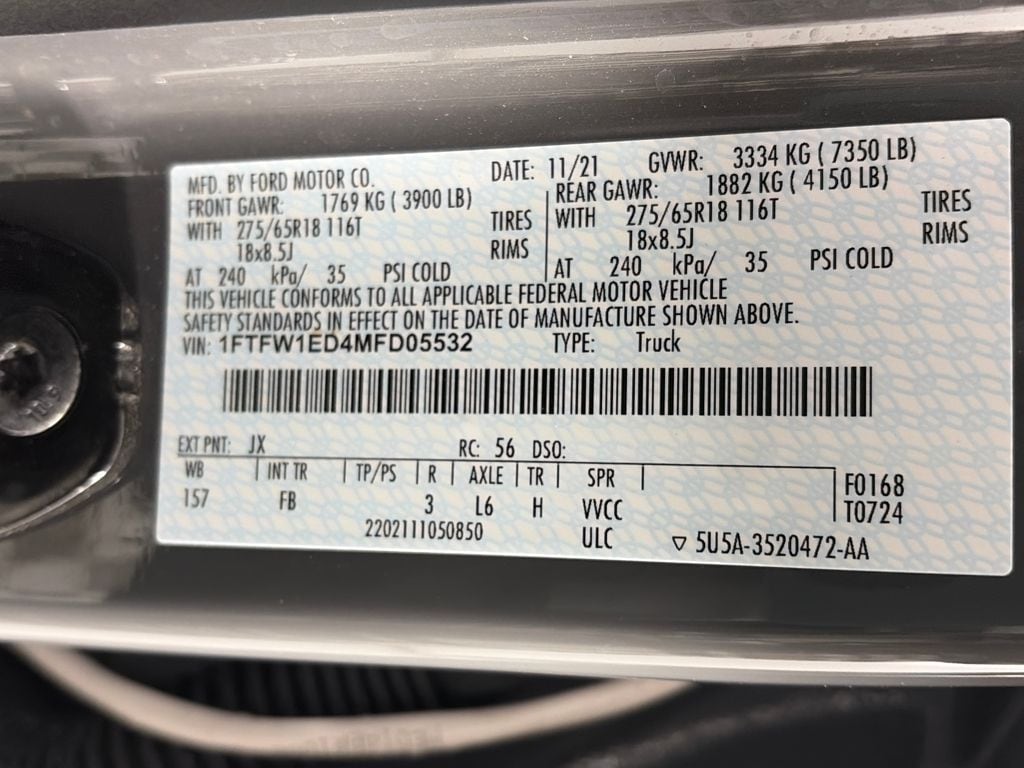 MFD. BY FORD MOTOR CO. DATE: 11/21 GVWR: 3334 KG ( 7350 LB)
FRONT GAWR: 1769 KG ( 3900 LB) REAR GAWR: 1882 KG ( 4150 LB)
WITH 275/65R18 116T TIRES WITH 275/65R18 116T TIRES
18x8.5J RIMS 18x8.5J RIMS
AT 240 kPa/ 35 PSI COLD AT 240 kPa/ 35 PSI COLD
THIS VEHICLE CONFORMS TO ALL APPLICABLE FEDERAL MOTOR VEHICLE
SAFETY STANDARDS IN EFFECT ON THE DATE OF MANUFACTURE SHOWN ABOVE.
VIN: 1FTFW1ED4MFD05532 TYPE: Truck
EXT PNT: JX RC: 56 DSO:
WB INT TR TP/PS R AXLE TR SPR
157 FB 3 L6 H VVCC
F0168
T0724
2202111050850 ULC ▽ 5U5A-3520472-AA